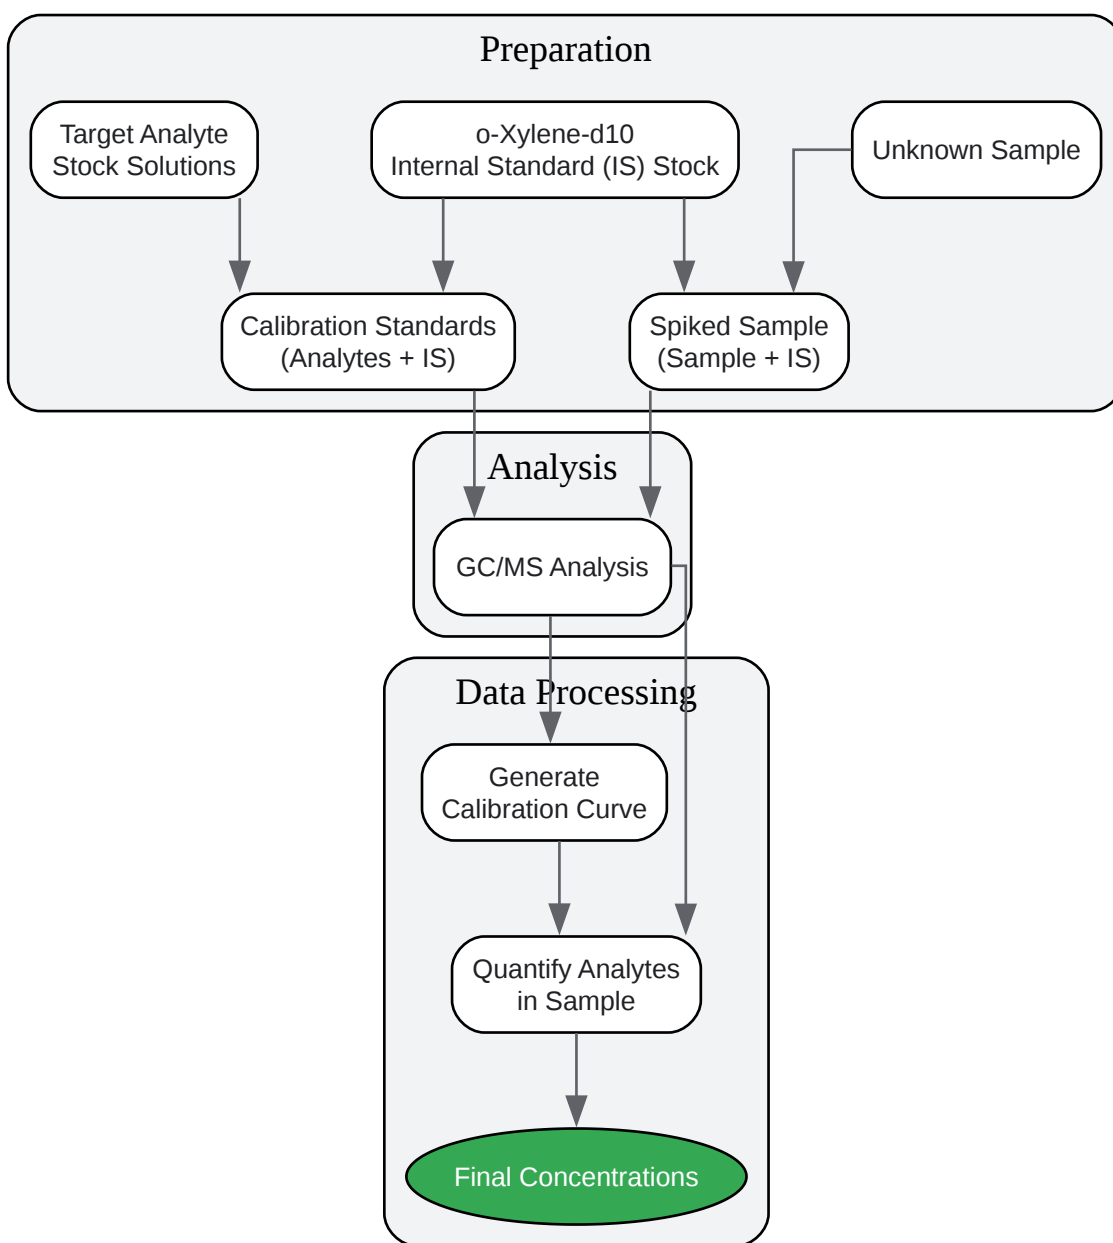 Preparation
Target Analyte
Stock Solutions
o-Xylene-d10
Internal Standard (IS) Stock
Unknown Sample
Calibration Standards
(Analytes + IS)
Spiked Sample
(Sample + IS)
Analysis
GC/MS Analysis
Data Processing
Generate
Calibration Curve
Quantify Analytes
in Sample
Final Concentrations